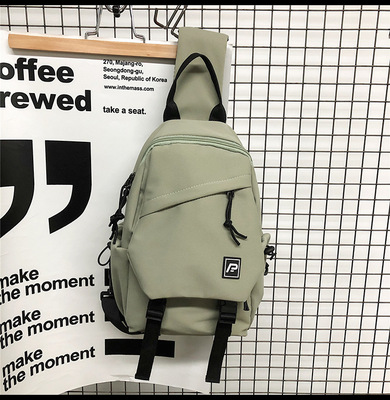 270, Majang-ro,
Seongdong-gu,
Seoul, Republic of Korea
www.inthemass.com
take a seat.
offee
rewed
”
make
the moment
make
the moment
make
the moment